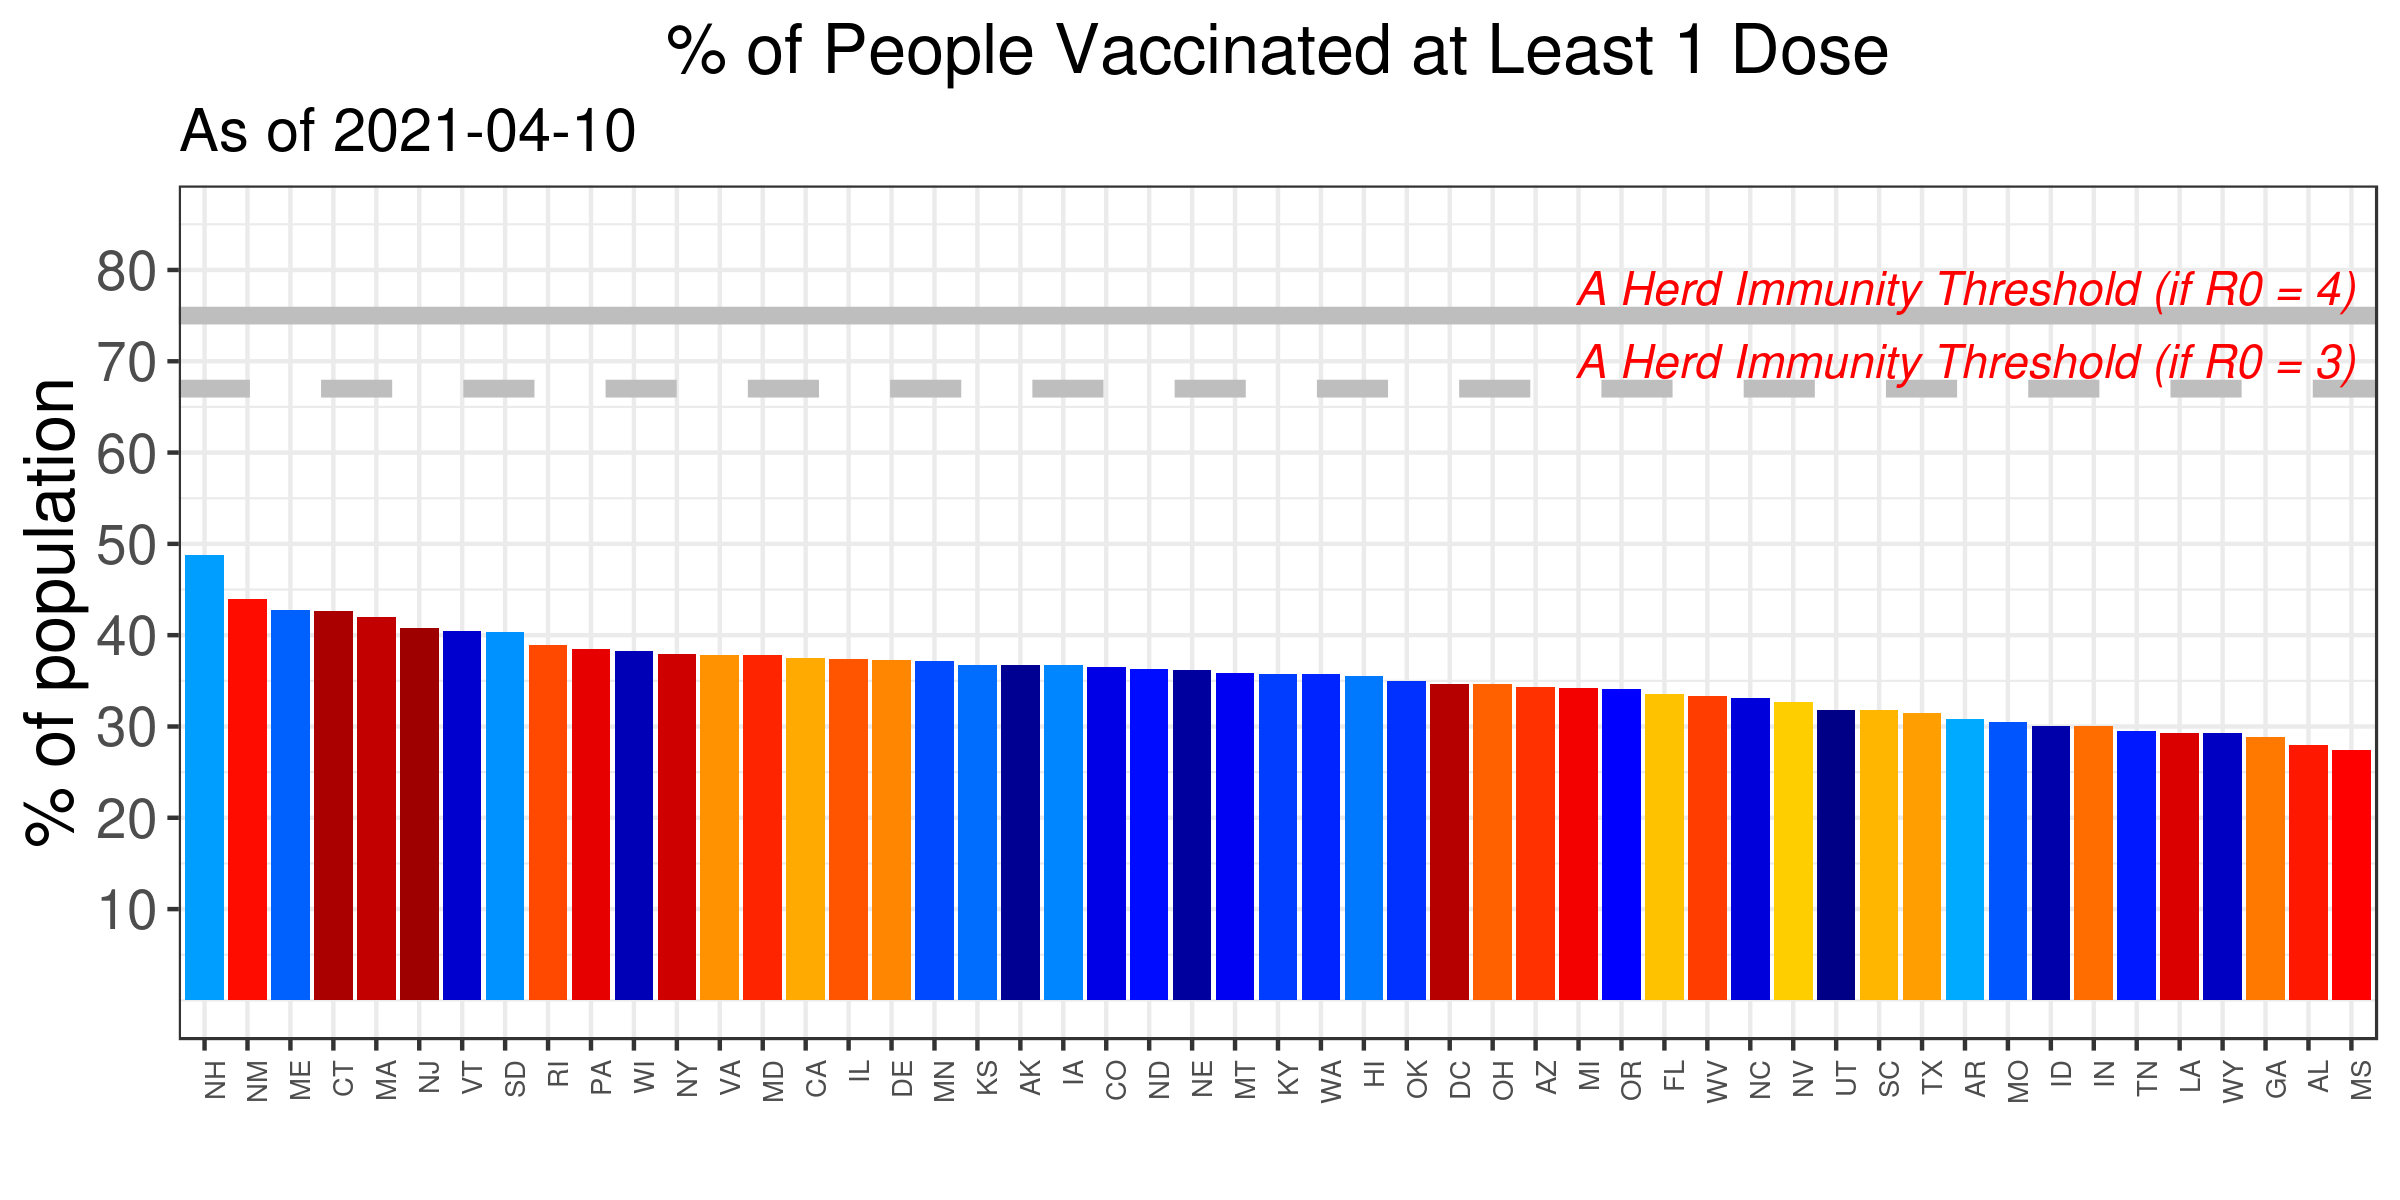 % of People Vaccinated at Least 1 Dose
As of 2021-04-10
% of population
80
70
60
50
40
30
20
10
A Herd Immunity Threshold (if R0 = 4)
A Herd Immunity Threshold (if R0 = 3)
NH NM ME CT MA NJ VT SD RI PA WI NY VA MD CA IL DE MN KS AK IA CO ND NE MT KY WA HI OK DC OH AZ MI OR FL WV NC NV UT SC TX AR MO ID IN TN LA WY GA AL MS